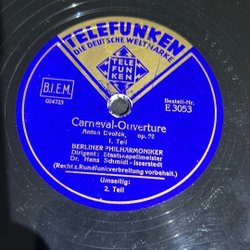 TELEFUNKEN
DIE DEUTSCHE WELTMARKE
TELE
FUN
KEN
B.I.E.M.
024723
Bestell-Nr.
E 3053
Carneval-Ouverture
Anton Dvořák, op. 92
1. Teil
BERLINER PHILHARMONIKER
Dirigent: Staatskapellmeister
Dr. Hans Schmidt-Isserstedt
(Recht z. Rundfunkverbreitung vorbehalt.)
Umseitig:
2. Teil